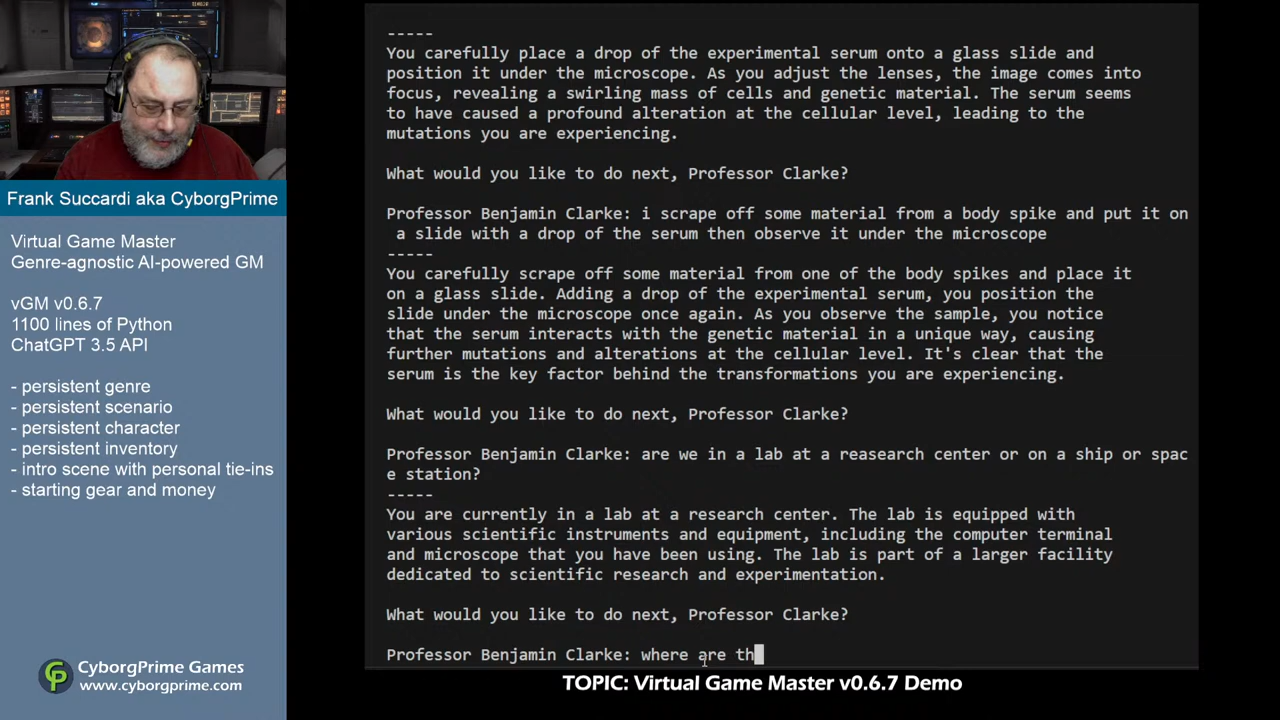 Frank Succardi aka CyborgPrime
Virtual Game Master
Genre-agnostic AI-powered GM
vGM v0.6.7
1100 lines of Python
ChatGPT 3.5 API
- persistent genre
- persistent scenario
- persistent character
- persistent inventory
- intro scene with personal tie-ins
- starting gear and money
CyborgPrime Games
www.cyborgprime.com
-----
You carefully place a drop of the experimental serum onto a glass slide and
position it under the microscope. As you adjust the lenses, the image comes into
focus, revealing a swirling mass of cells and genetic material. The serum seems
to have caused a profound alteration at the cellular level, leading to the
mutations you are experiencing.
What would you like to do next, Professor Clarke?
Professor Benjamin Clarke: i scrape off some material from a body spike and put it on
a slide with a drop of the serum then observe it under the microscope
-----
You carefully scrape off some material from one of the body spikes and place it
on a glass slide. Adding a drop of the experimental serum, you position the
slide under the microscope once again. As you observe the sample, you notice
that the serum interacts with the genetic material in a unique way, causing
further mutations and alterations at the cellular level. It's clear that the
serum is the key factor behind the transformations you are experiencing.
What would you like to do next, Professor Clarke?
Professor Benjamin Clarke: are we in a lab at a reasearch center or on a ship or spac
e station?
-----
You are currently in a lab at a research center. The lab is equipped with
various scientific instruments and equipment, including the computer terminal
and microscope that you have been using. The lab is part of a larger facility
dedicated to scientific research and experimentation.
What would you like to do next, Professor Clarke?
Professor Benjamin Clarke: where are th
TOPIC: Virtual Game Master v0.6.7 Demo